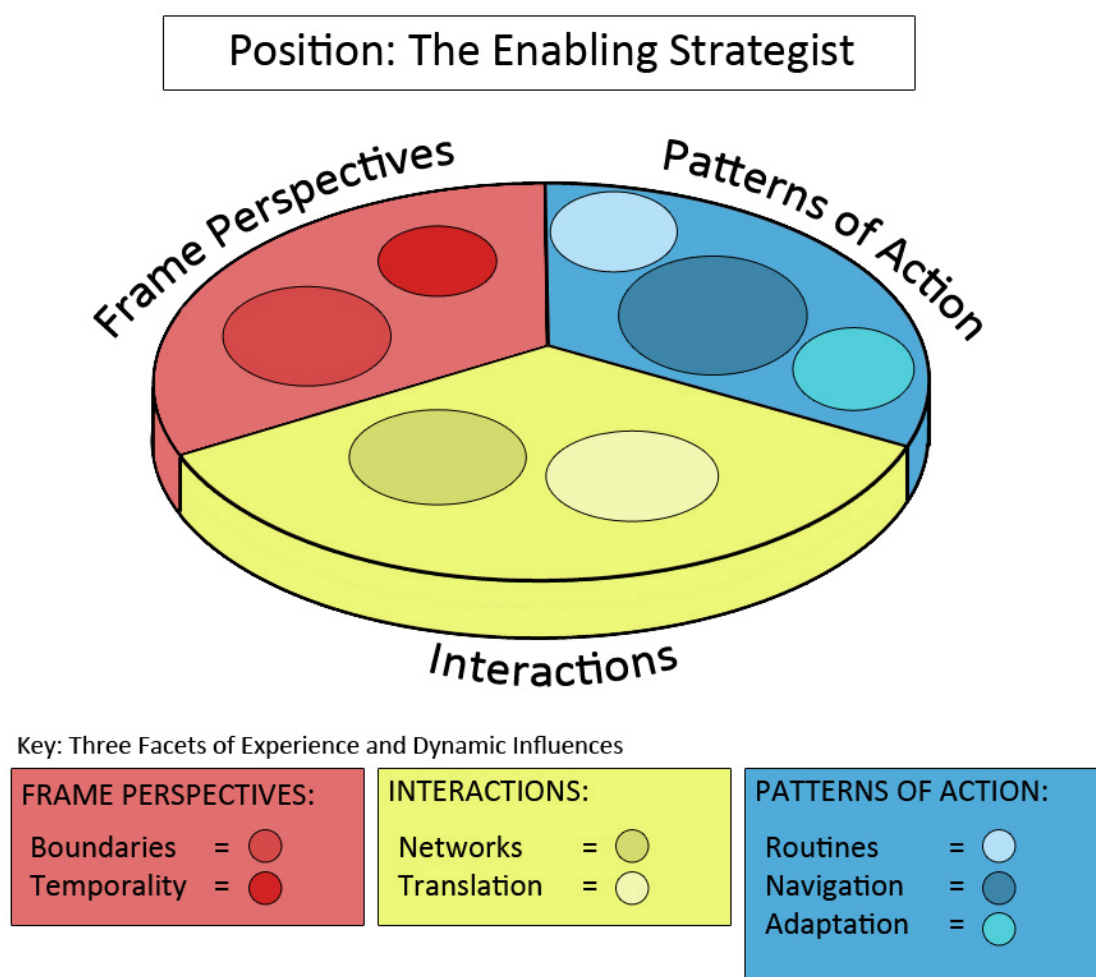 Position: The Enabling Strategist
Frame Perspectives
Patterns of Action
Interactions
Key: Three Facets of Experience and Dynamic Influences
FRAME PERSPECTIVES:
Boundaries =
Temporality =
INTERACTIONS:
Networks =
Translation =
PATTERNS OF ACTION:
Routines =
Navigation =
Adaptation =